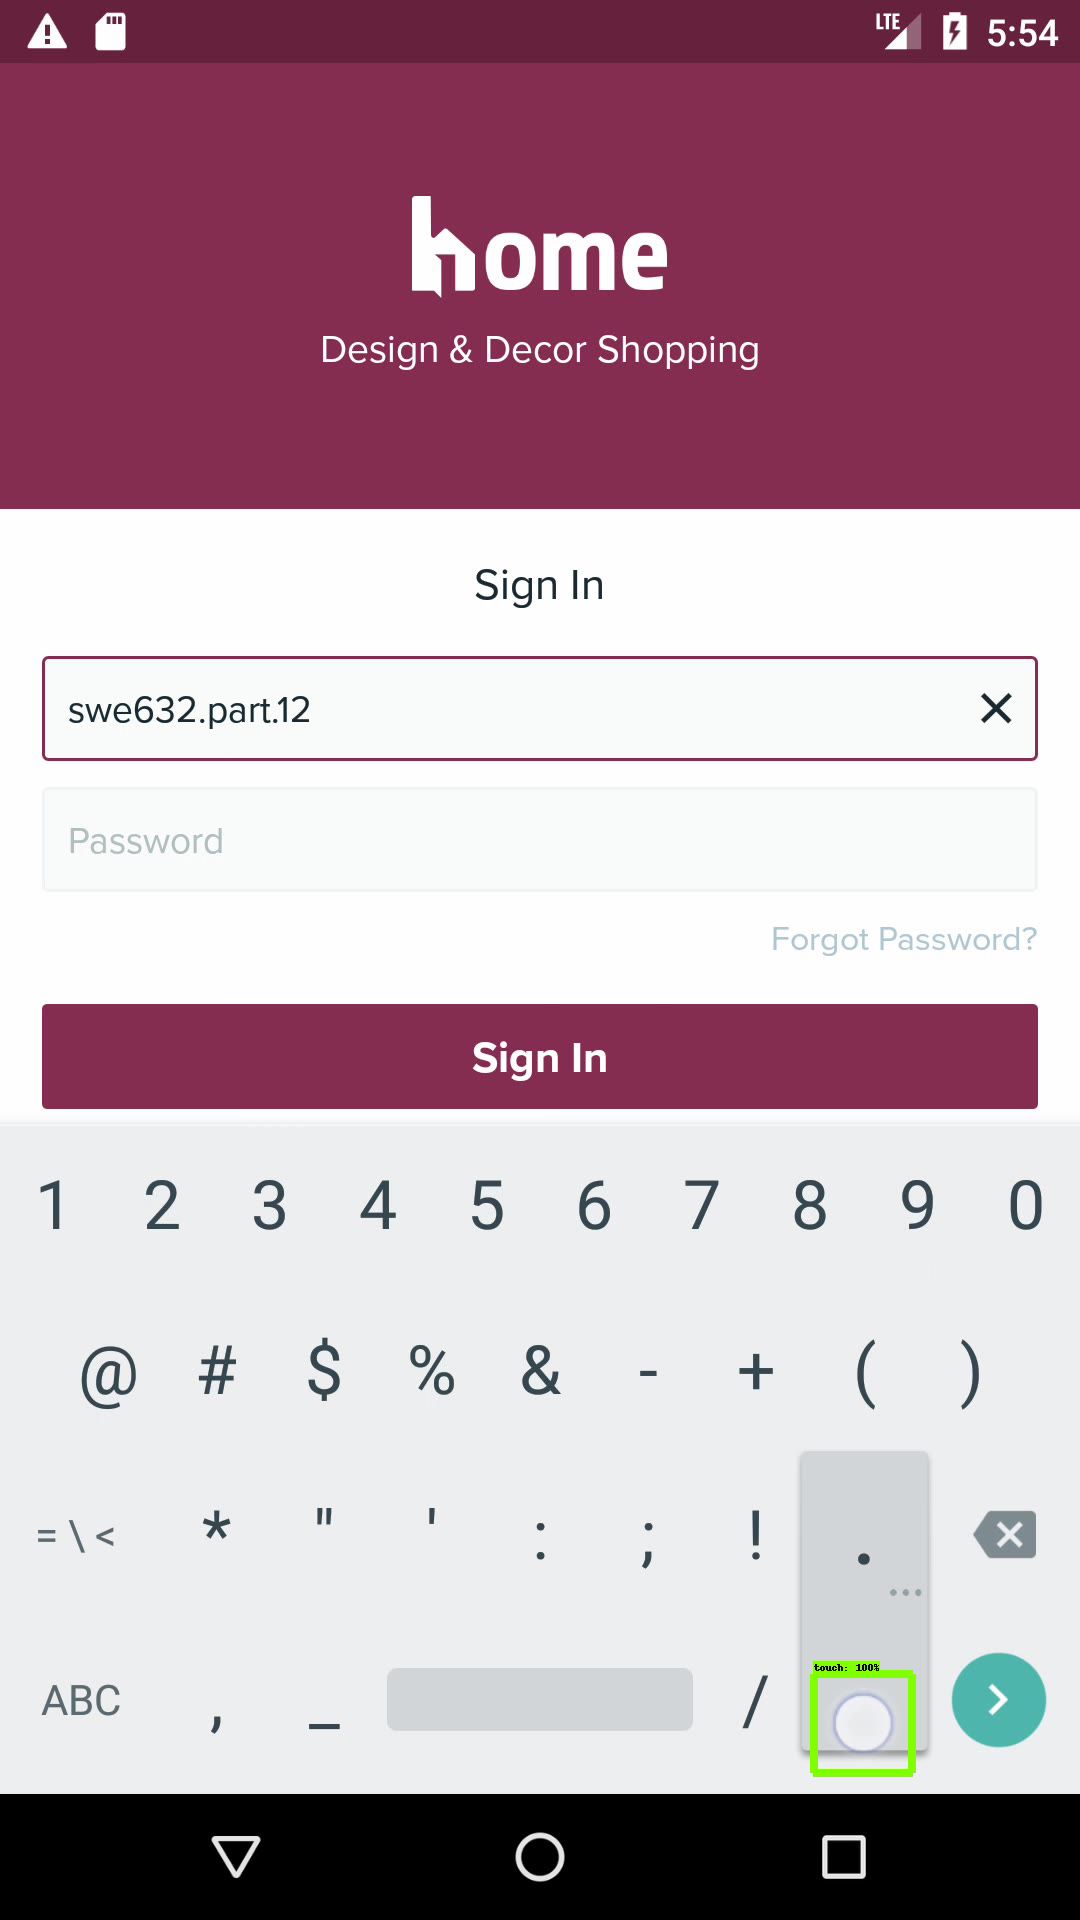 LTE 5:54
home
Design & Decor Shopping
Sign In
swe632.part.12
Password
Forgot Password?
Sign In
1 2 3 4 5 6 7 8 9 0
@ # $ % & - + ( )
= \ < * " ' : ; ! .
...
touch: 100%
ABC , _ /